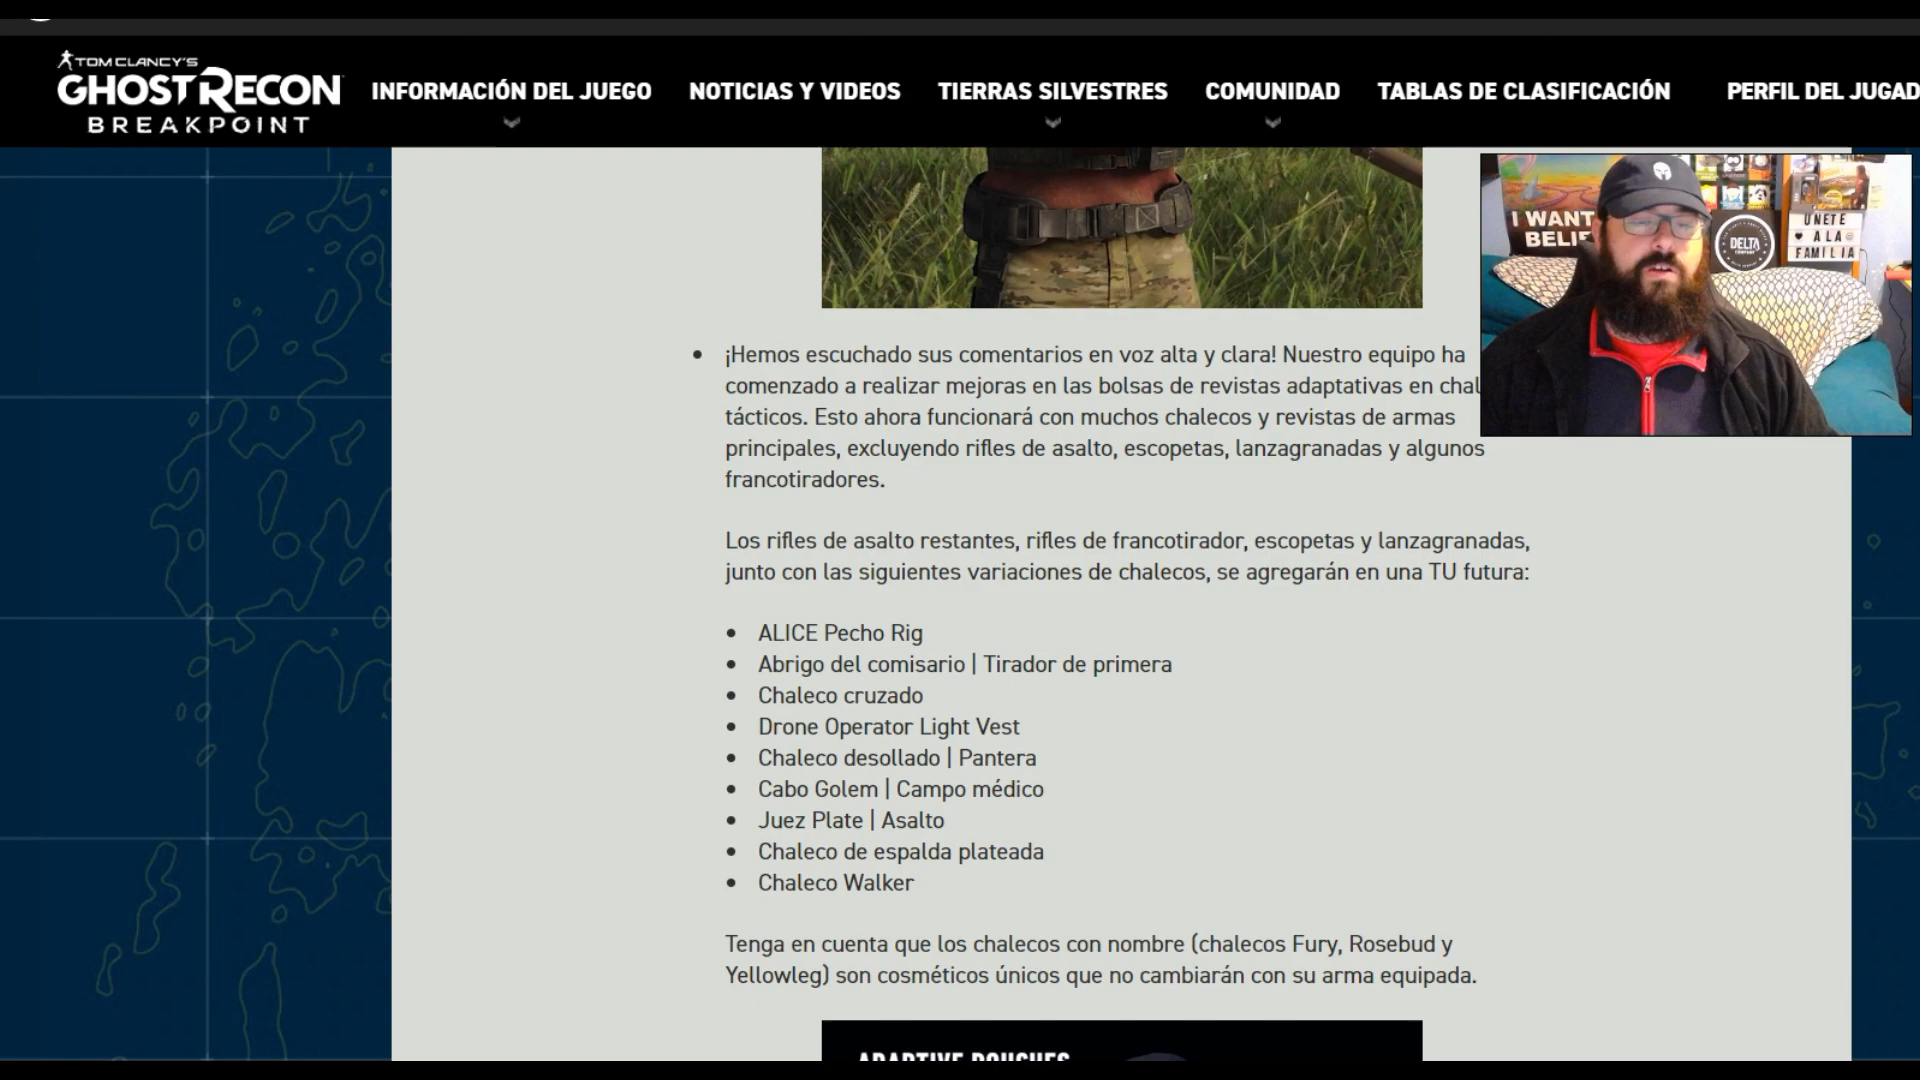 TOM CLANCY'S
GHOST RECON
BREAKPOINT
INFORMACIÓN DEL JUEGO
NOTICIAS Y VIDEOS
TIERRAS SILVESTRES
COMUNIDAD
TABLAS DE CLASIFICACIÓN
PERFIL DEL JUGAD
I WANT
BELIE
DELTA
COMPANY
UNETE
A LA
FAMILIA
¡Hemos escuchado sus comentarios en voz alta y clara! Nuestro equipo ha
comenzado a realizar mejoras en las bolsas de revistas adaptativas en chal
tácticos. Esto ahora funcionará con muchos chalecos y revistas de armas
principales, excluyendo rifles de asalto, escopetas, lanzagranadas y algunos
francotiradores.
Los rifles de asalto restantes, rifles de francotirador, escopetas y lanzagranadas,
junto con las siguientes variaciones de chalecos, se agregarán en una TU futura:
• ALICE Pecho Rig
• Abrigo del comisario | Tirador de primera
• Chaleco cruzado
• Drone Operator Light Vest
• Chaleco desollado | Pantera
• Cabo Golem | Campo médico
• Juez Plate | Asalto
• Chaleco de espalda plateada
• Chaleco Walker
Tenga en cuenta que los chalecos con nombre (chalecos Fury, Rosebud y
Yellowleg) son cosméticos únicos que no cambiarán con su arma equipada.
ADAPTIVE POUCHES